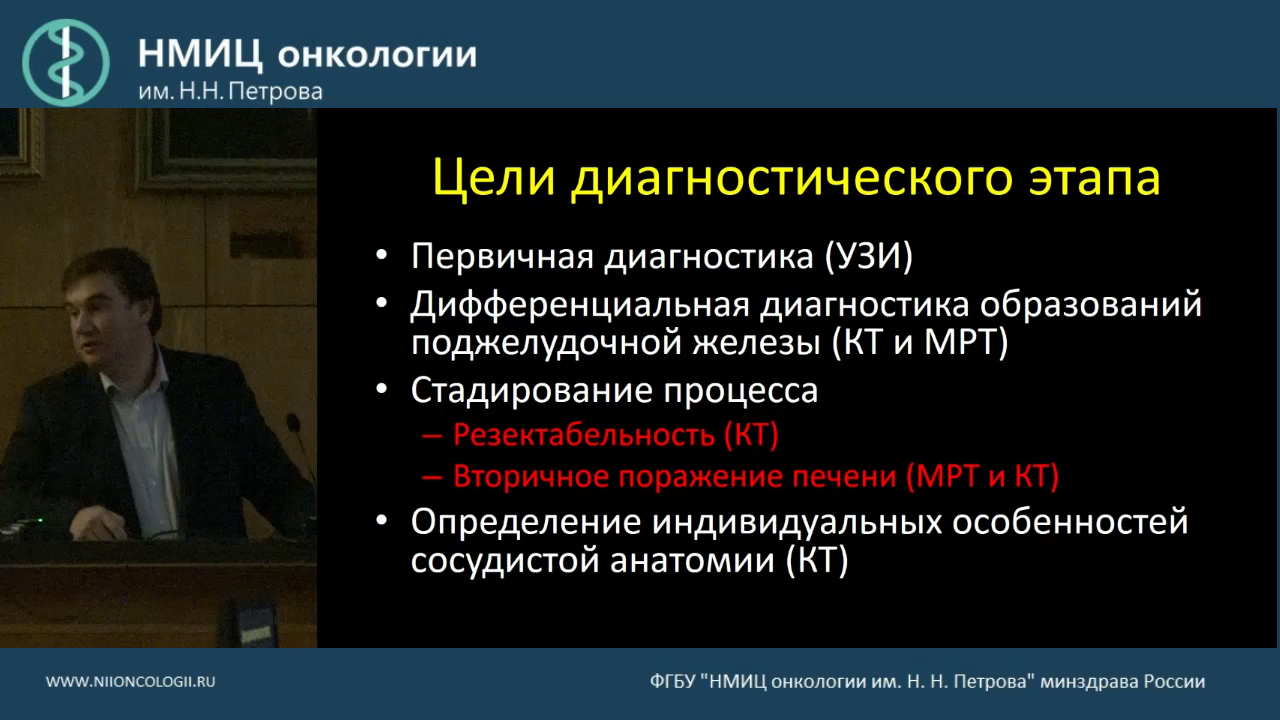 НМИЦ онкологии
им. Н.Н. Петрова
Цели диагностического этапа
• Первичная диагностика (УЗИ)
• Дифференциальная диагностика образований
поджелудочной железы (КТ и МРТ)
• Стадирование процесса
– Резектабельность (КТ)
– Вторичное поражение печени (МРТ и КТ)
• Определение индивидуальных особенностей
сосудистой анатомии (КТ)
WWW.NIIONCOLOGII.RU
ФГБУ "НМИЦ онкологии им. Н. Н. Петрова" минздрава России